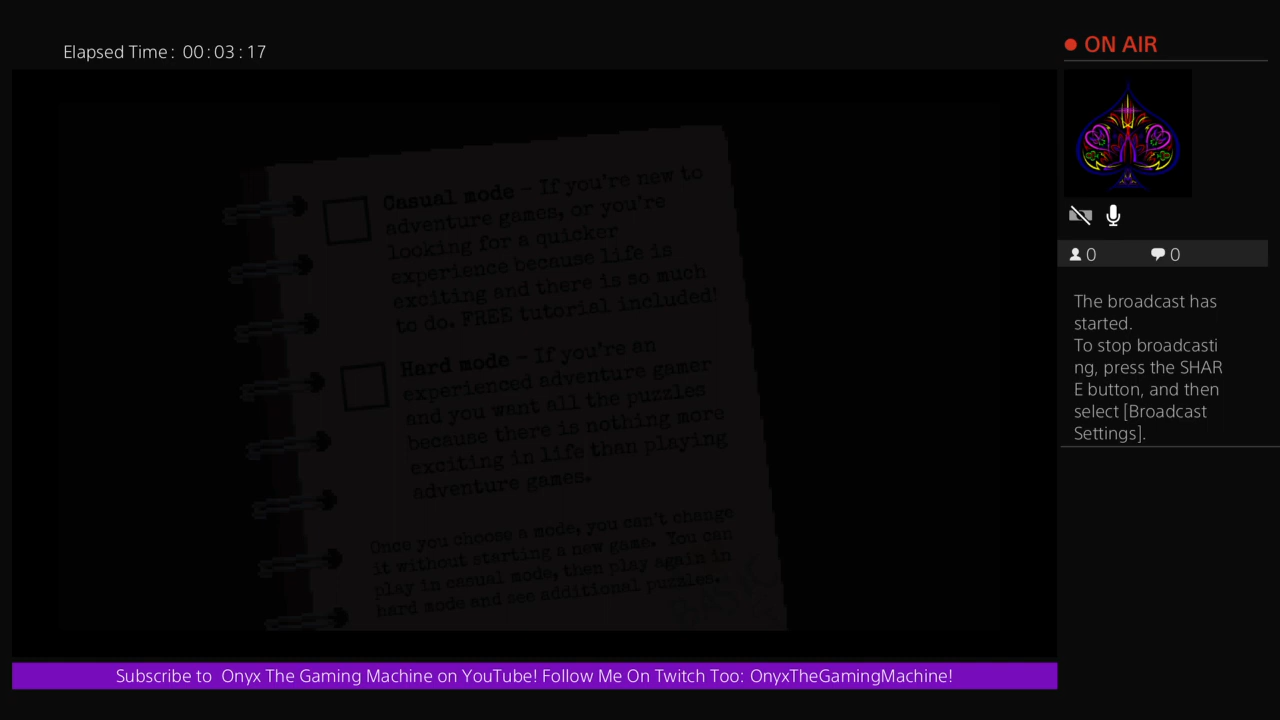 Elapsed Time: 00:03:17
ON AIR
0 0
The broadcast has
started.
To stop broadcasti
ng, press the SHAR
E button, and then
select [Broadcast
Settings].
Casual mode - If you're new to
adventure games, or you're
looking for a quicker
experience because life is
exciting and there is so much
to do. FREE tutorial included!
Hard mode - If you're an
experienced adventure gamer
and you want all the puzzles
because there is nothing more
exciting in life than playing
adventure games.
Once you choose a mode, you can't change
it without starting a new game. You can
play in casual mode, then play again in
hard mode and see additional puzzles.
Subscribe to Onyx The Gaming Machine on YouTube! Follow Me On Twitch Too: OnyxTheGamingMachine!